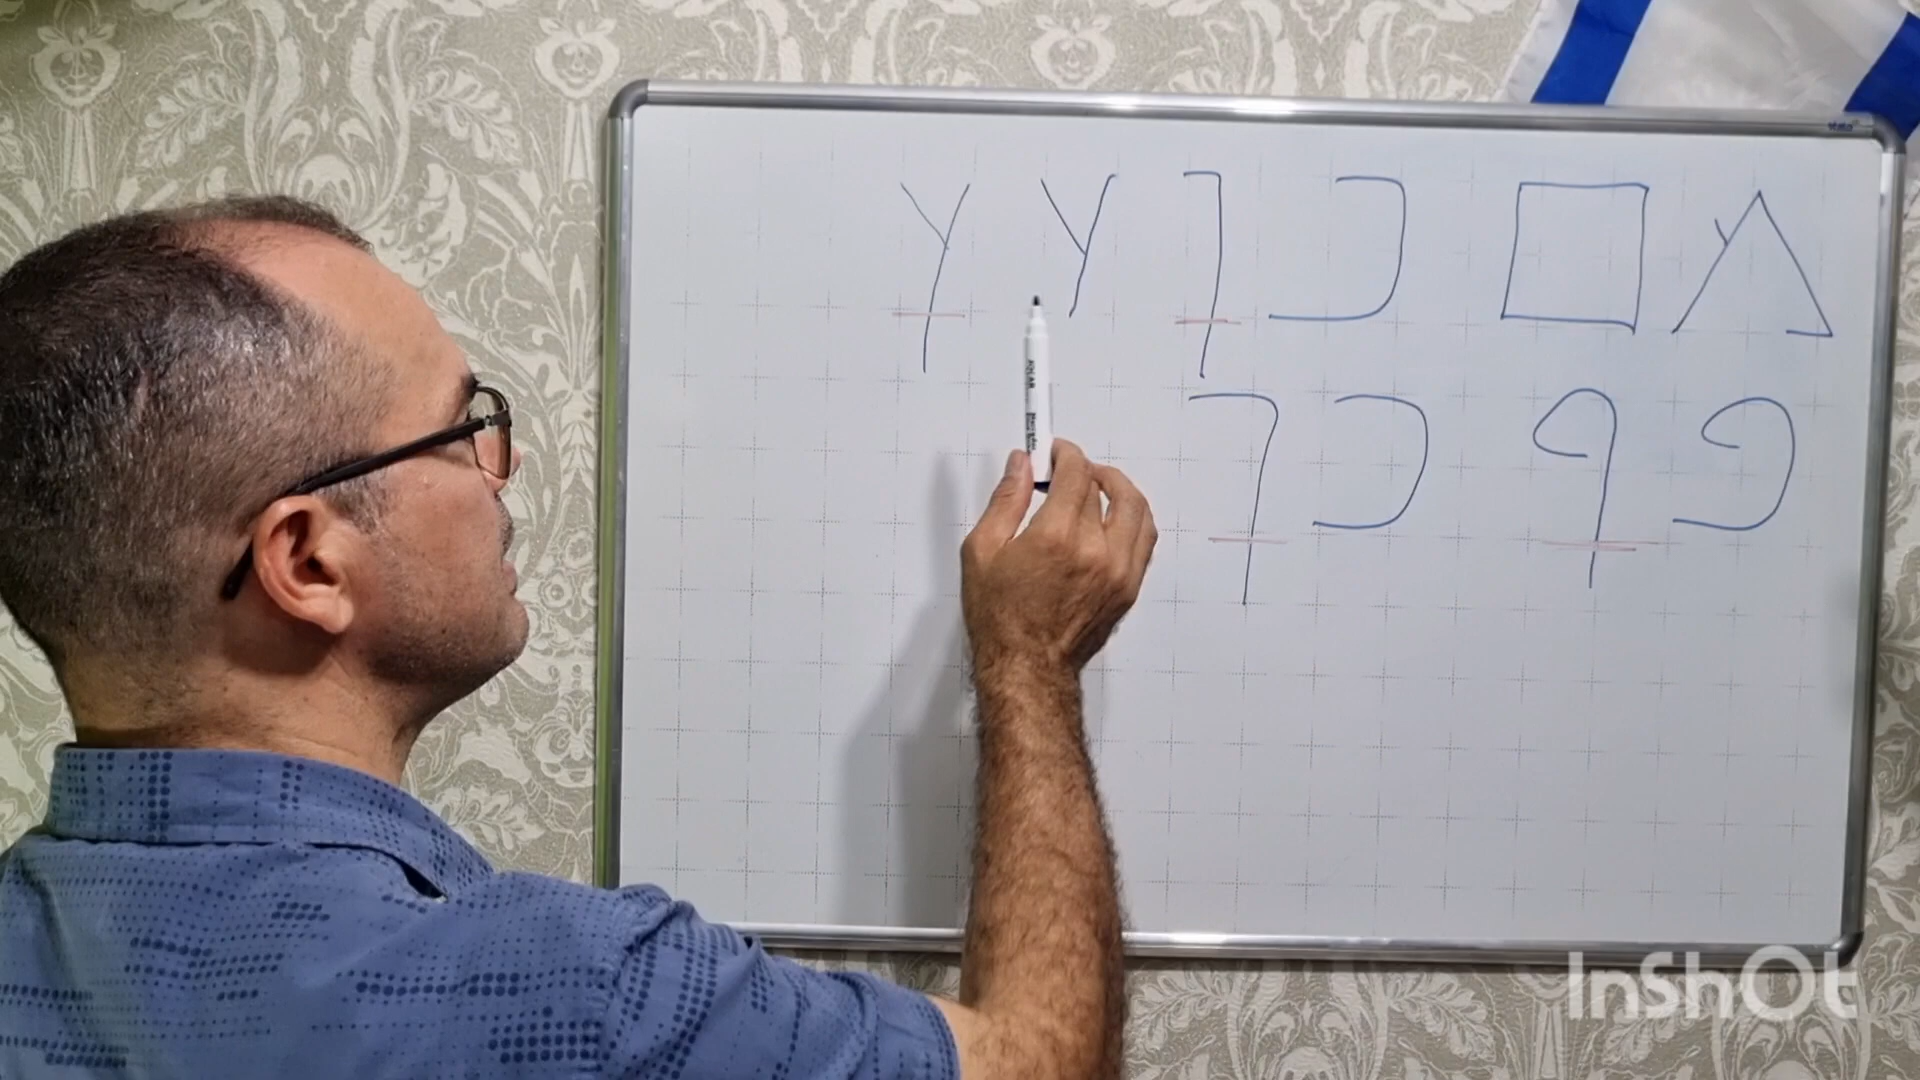 מ ם נ ן צ ץ
פ ף כ ך
InShOt